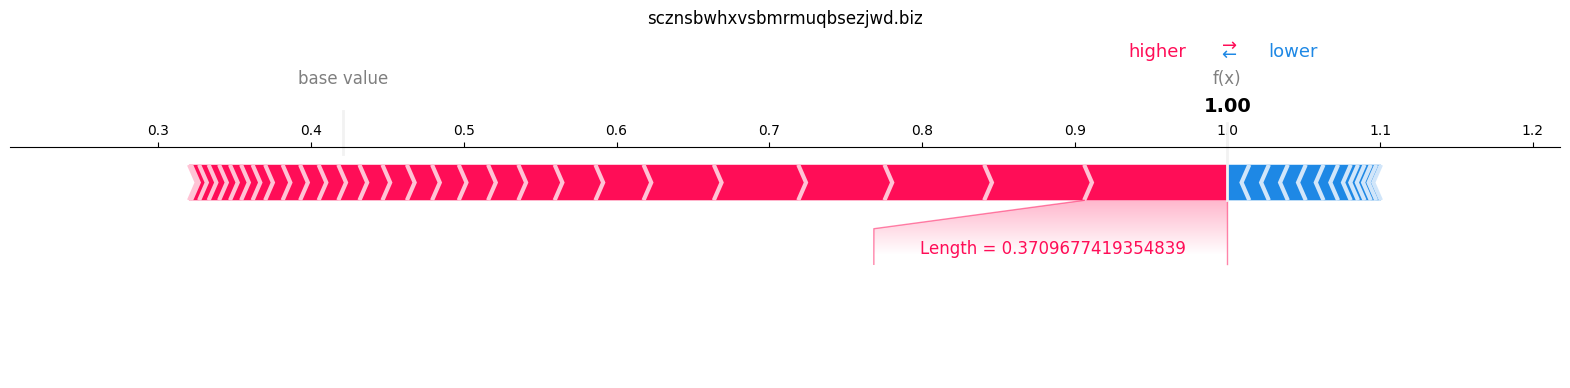 scznsbwhxvsbmrmuqbsezjwd.biz
higher ⇄ lower
base value f(x)
1.00
0.3 0.4 0.5 0.6 0.7 0.8 0.9 1.0 1.1 1.2
Length = 0.3709677419354839